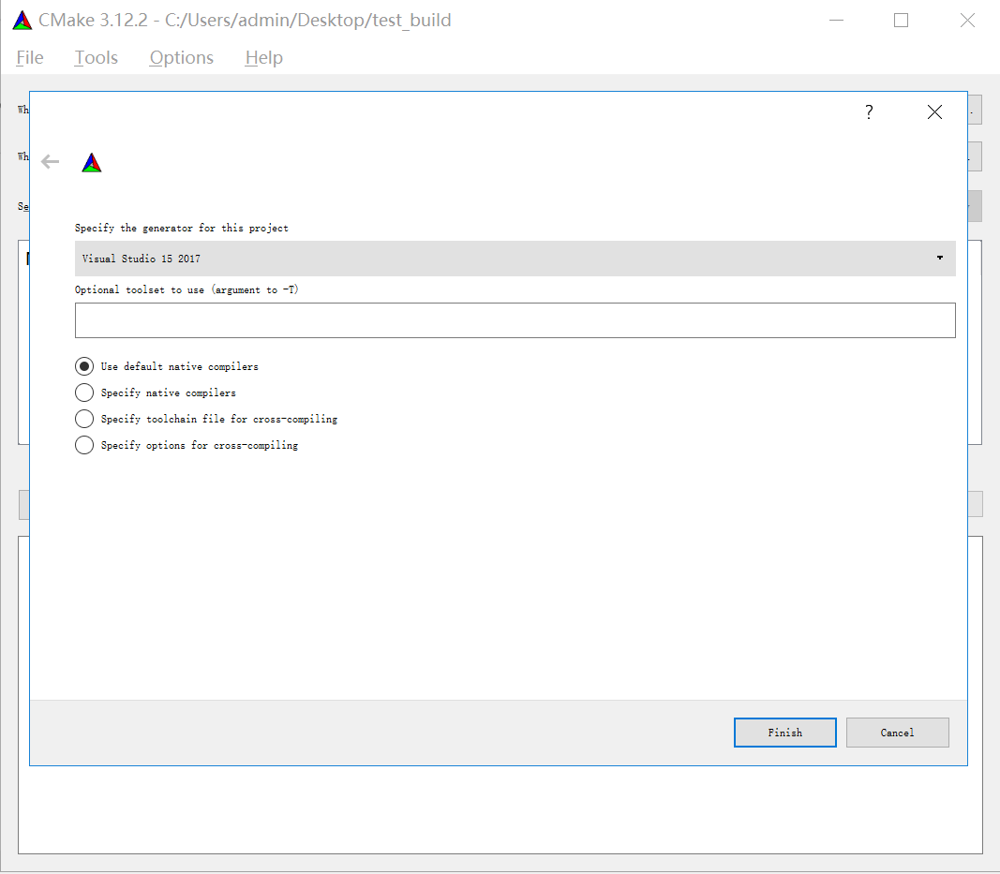 CMake 3.12.2 - C:/Users/admin/Desktop/test_build
File Tools Options Help
Wh
?
Wh
Se
Specify the generator for this project
Visual Studio 15 2017
Optional toolset to use (argument to -T)
Use default native compilers
Specify native compilers
Specify toolchain file for cross-compiling
Specify options for cross-compiling
Finish Cancel